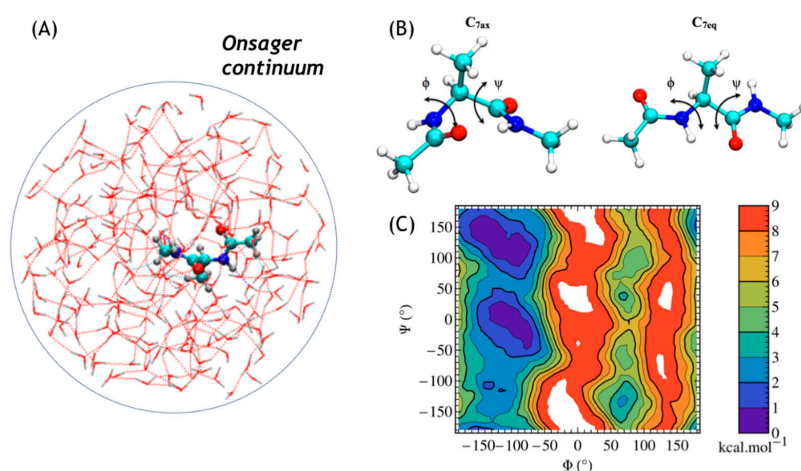 (A)
Onsager
continuum
(B)
C7ax
C7eq
ϕ
ψ
ϕ
ψ
(C)
150
100
50
0
−50
−100
−150
Ψ (°)
−150 −100 −50 0 50 100 150
Φ (°)
9
8
7
6
5
4
3
2
1
0
kcal.mol−1